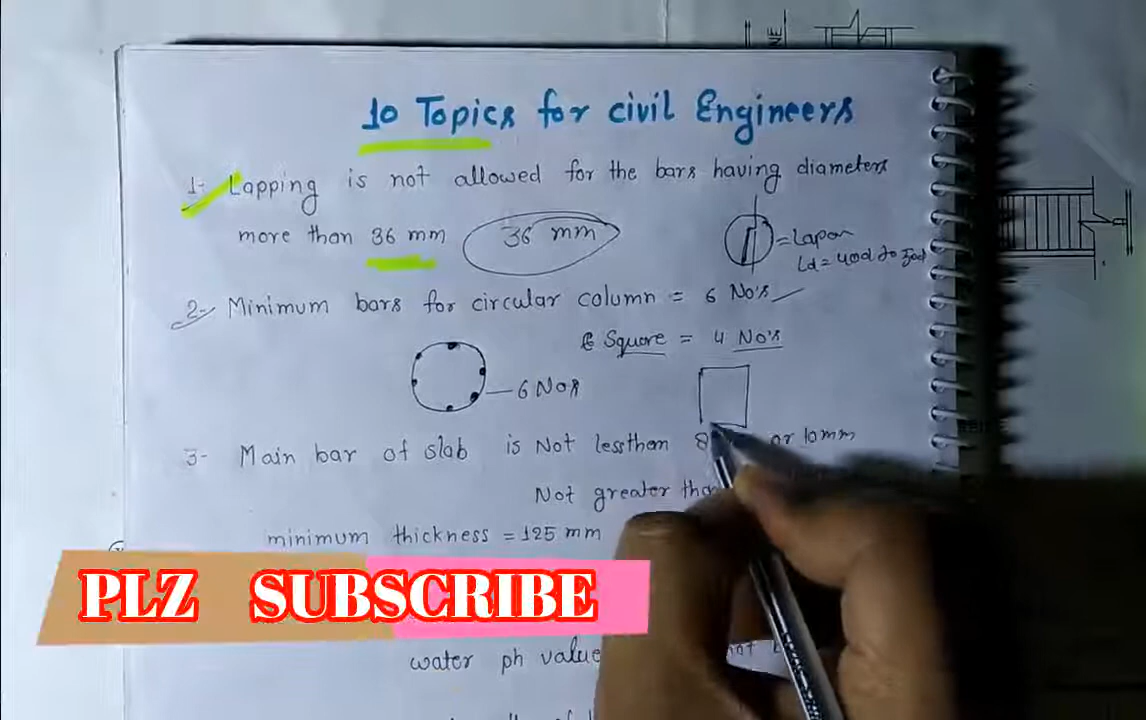 10 Topics for civil Engineers
1- Lapping is not allowed for the bars having diameters
more than 36 mm 36 mm
= Lapan
Ld = 40d to 50d
2- Minimum bars for circular column = 6 No's
Square = 4 No's
6 Nos
3- Main bar of slab is Not lessthan 8 or 10mm
Not greater
minimum thickness = 125 mm
PLZ SUBSCRIBE
water ph value
NE